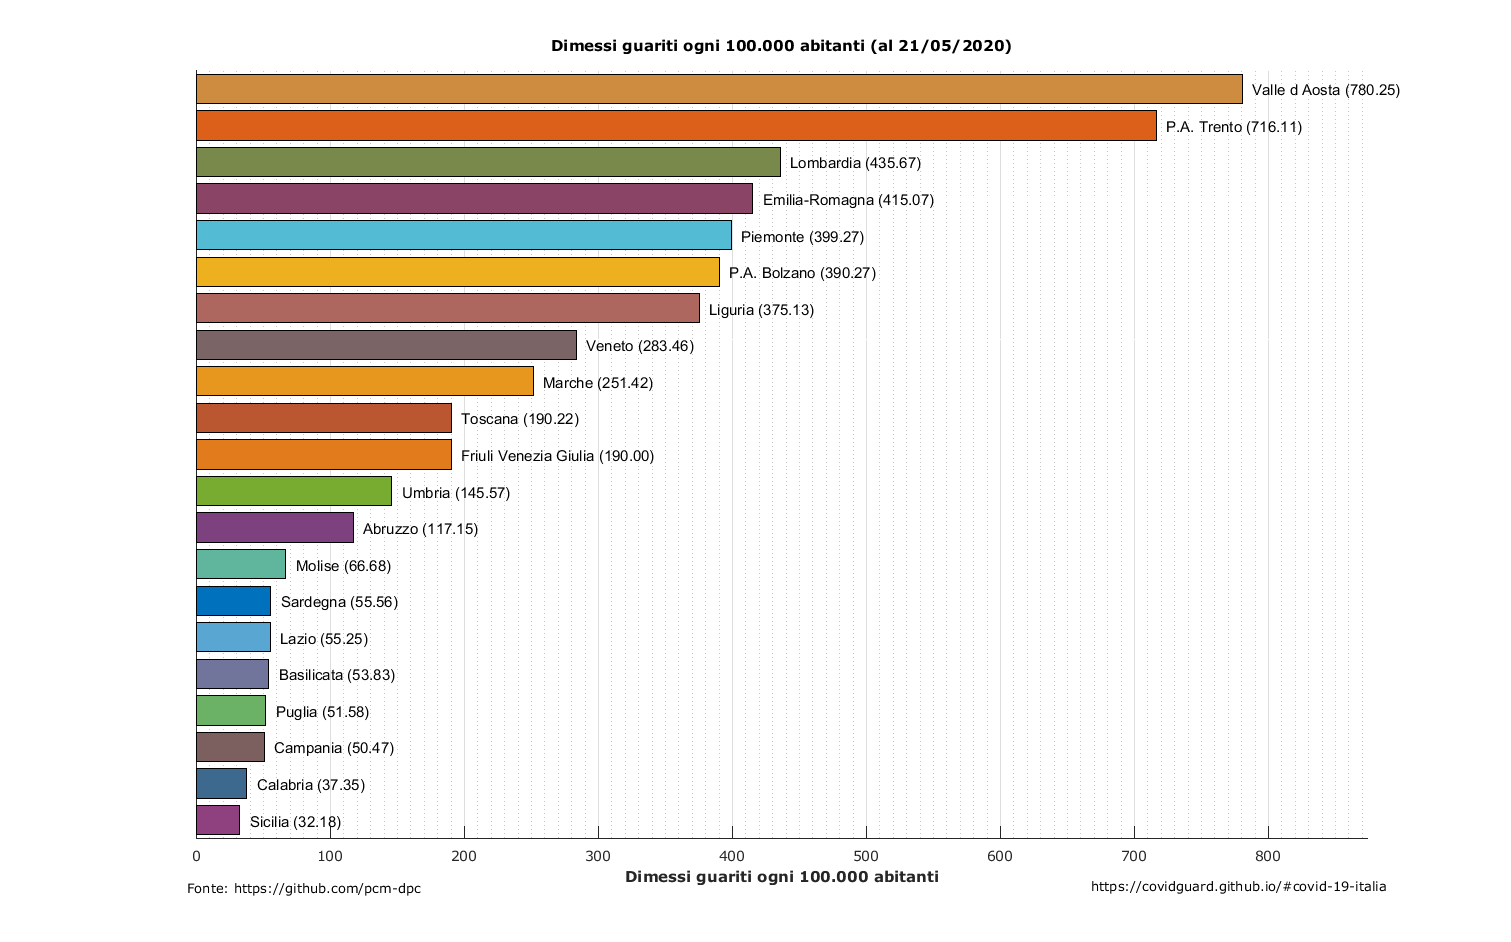 Dimessi guariti ogni 100.000 abitanti (al 21/05/2020)
Valle d Aosta (780.25)
P.A. Trento (716.11)
Lombardia (435.67)
Emilia-Romagna (415.07)
Piemonte (399.27)
P.A. Bolzano (390.27)
Liguria (375.13)
Veneto (283.46)
Marche (251.42)
Toscana (190.22)
Friuli Venezia Giulia (190.00)
Umbria (145.57)
Abruzzo (117.15)
Molise (66.68)
Sardegna (55.56)
Lazio (55.25)
Basilicata (53.83)
Puglia (51.58)
Campania (50.47)
Calabria (37.35)
Sicilia (32.18)
0 100 200 300 400 500 600 700 800
Dimessi guariti ogni 100.000 abitanti
Fonte: https://github.com/pcm-dpc
https://covidguard.github.io/#covid-19-italia